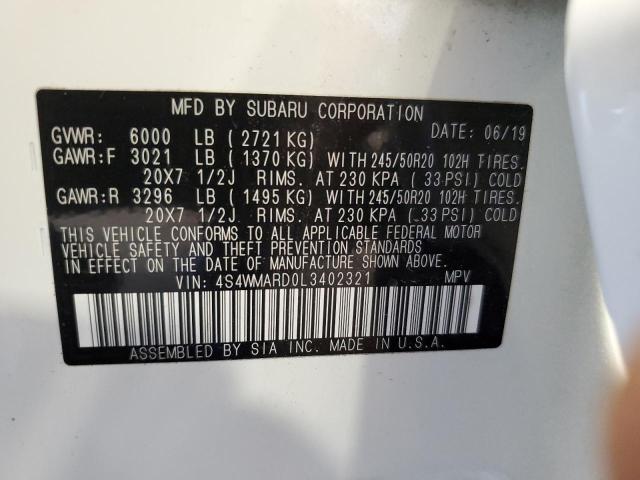 MFD BY SUBARU CORPORATION
GVWR: 6000 LB ( 2721 KG) DATE: 06/19
GAWR:F 3021 LB ( 1370 KG) WITH 245/50R20 102H TIRES.
20X7 1/2J RIMS. AT 230 KPA ( 33 PSI) COLD
GAWR:R 3296 LB ( 1495 KG) WITH 245/50R20 102H TIRES.
20X7 1/2J RIMS. AT 230 KPA ( 33 PSI) COLD
THIS VEHICLE CONFORMS TO ALL APPLICABLE FEDERAL MOTOR
VEHICLE SAFETY AND THEFT PREVENTION STANDARDS
IN EFFECT ON THE DATE OF MANUFACTURE SHOWN ABOVE.
VIN: 4S4WMARD0L3402321 MPV
ASSEMBLED BY SIA INC. MADE IN U.S.A.